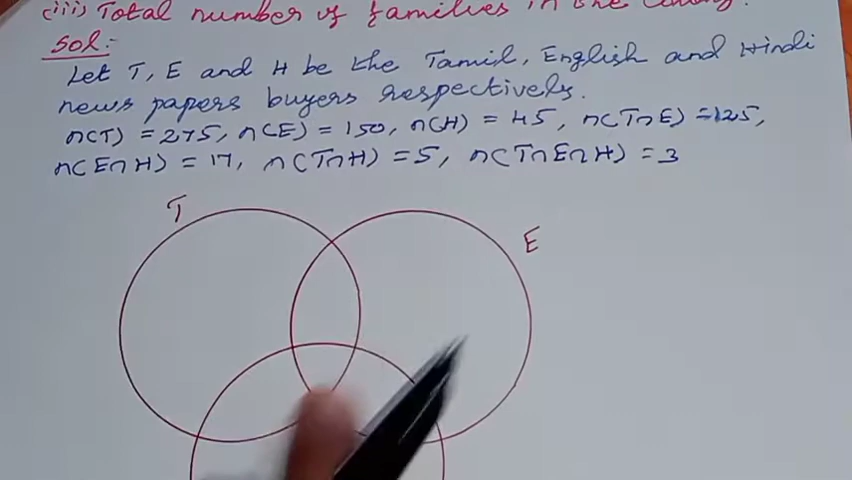 (iii) Total number of families in the colony.
Sol:-
Let T, E and H be the Tamil, English and Hindi
news papers buyers respectively.
n(T) = 275, n(E) = 150, n(H) = 45, n(T∩E) = 125,
n(E∩H) = 17, n(T∩H) = 5, n(T∩E∩H) = 3
T
E